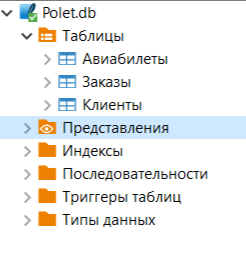 Polet.db
Таблицы
Авиабилеты
Заказы
Клиенты
Представления
Индексы
Последовательности
Триггеры таблиц
Типы данных